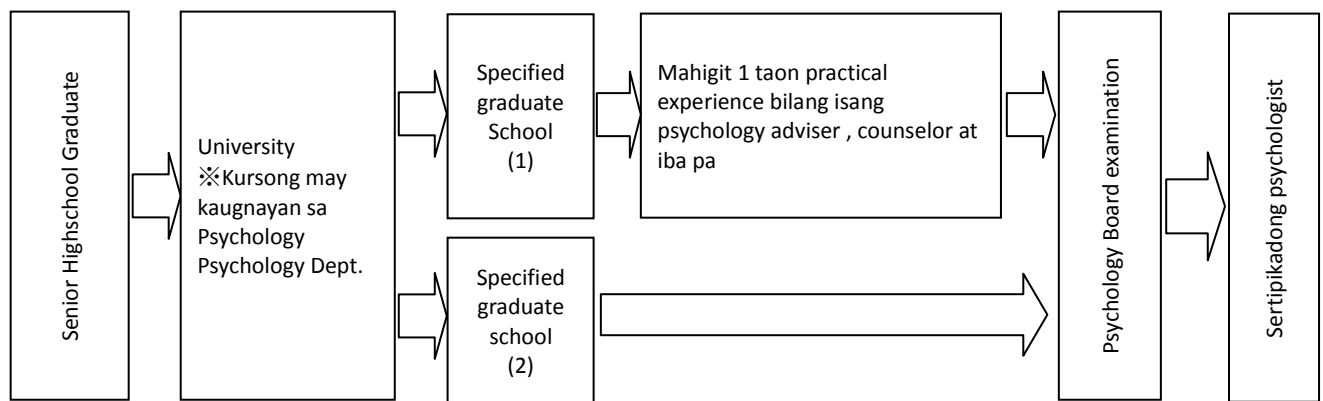 Senior Highschool Graduate
University
※Kursong may
kaugnayan sa
Psychology
Psychology Dept.
Specified
graduate
School
(1)
Mahigit 1 taon practical
experience bilang isang
psychology adviser , counselor at
iba pa
Specified
graduate
school
(2)
Psychology Board examination
Sertipikadong psychologist